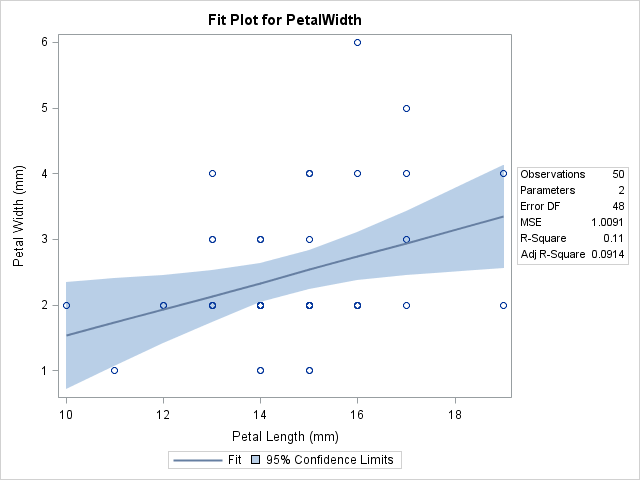 Fit Plot for PetalWidth
6
5
4
3
2
1
Petal Width (mm)
10 12 14 16 18
Petal Length (mm)
Observations 50
Parameters 2
Error DF 48
MSE 1.0091
R-Square 0.11
Adj R-Square 0.0914
Fit 95% Confidence Limits